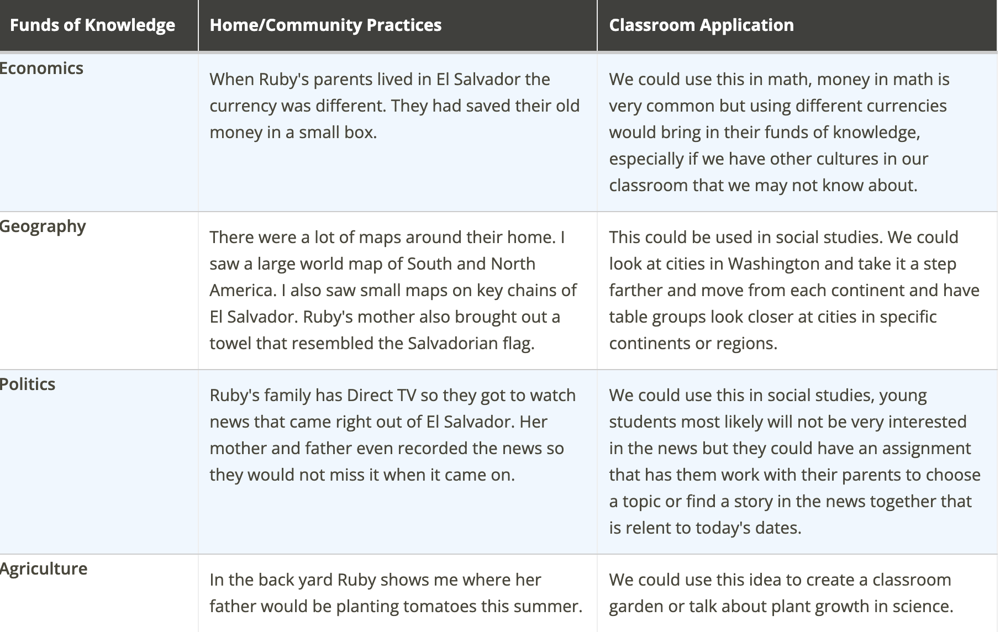 Funds of Knowledge
Home/Community Practices
Classroom Application
Economics
When Ruby's parents lived in El Salvador the
currency was different. They had saved their old
money in a small box.
We could use this in math, money in math is
very common but using different currencies
would bring in their funds of knowledge,
especially if we have other cultures in our
classroom that we may not know about.
Geography
There were a lot of maps around their home. I
saw a large world map of South and North
America. I also saw small maps on key chains of
El Salvador. Ruby's mother also brought out a
towel that resembled the Salvadorian flag.
This could be used in social studies. We could
look at cities in Washington and take it a step
farther and move from each continent and have
table groups look closer at cities in specific
continents or regions.
Politics
Ruby's family has Direct TV so they got to watch
news that came right out of El Salvador. Her
mother and father even recorded the news so
they would not miss it when it came on.
We could use this in social studies, young
students most likely will not be very interested
in the news but they could have an assignment
that has them work with their parents to choose
a topic or find a story in the news together that
is relent to today's dates.
Agriculture
In the back yard Ruby shows me where her
father would be planting tomatoes this summer.
We could use this idea to create a classroom
garden or talk about plant growth in science.